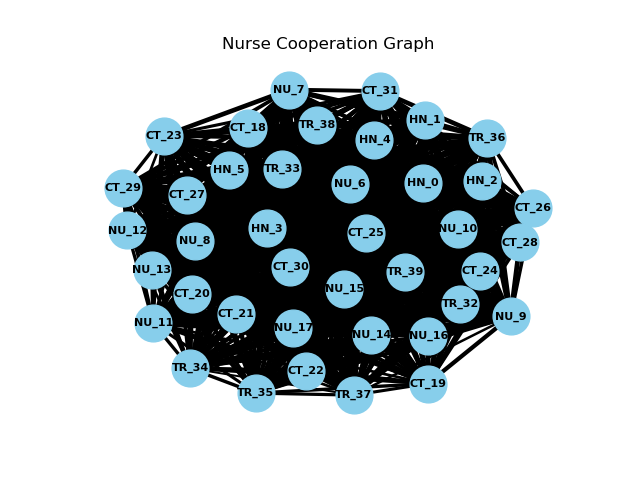 Nurse Cooperation Graph
NU_7
CT_31
HN_1
TR_38
CT_18
CT_23
HN_4
TR_36
HN_5
TR_33
HN_2
HN_0
NU_6
CT_29
CT_27
CT_26
HN_3
NU_10
NU_12
CT_25
NU_8
CT_28
CT_30
NU_13
CT_24
TR_39
NU_15
CT_20
TR_32
CT_21
NU_9
NU_11
NU_17
NU_14
NU_16
TR_34
CT_22
CT_19
TR_35
TR_37